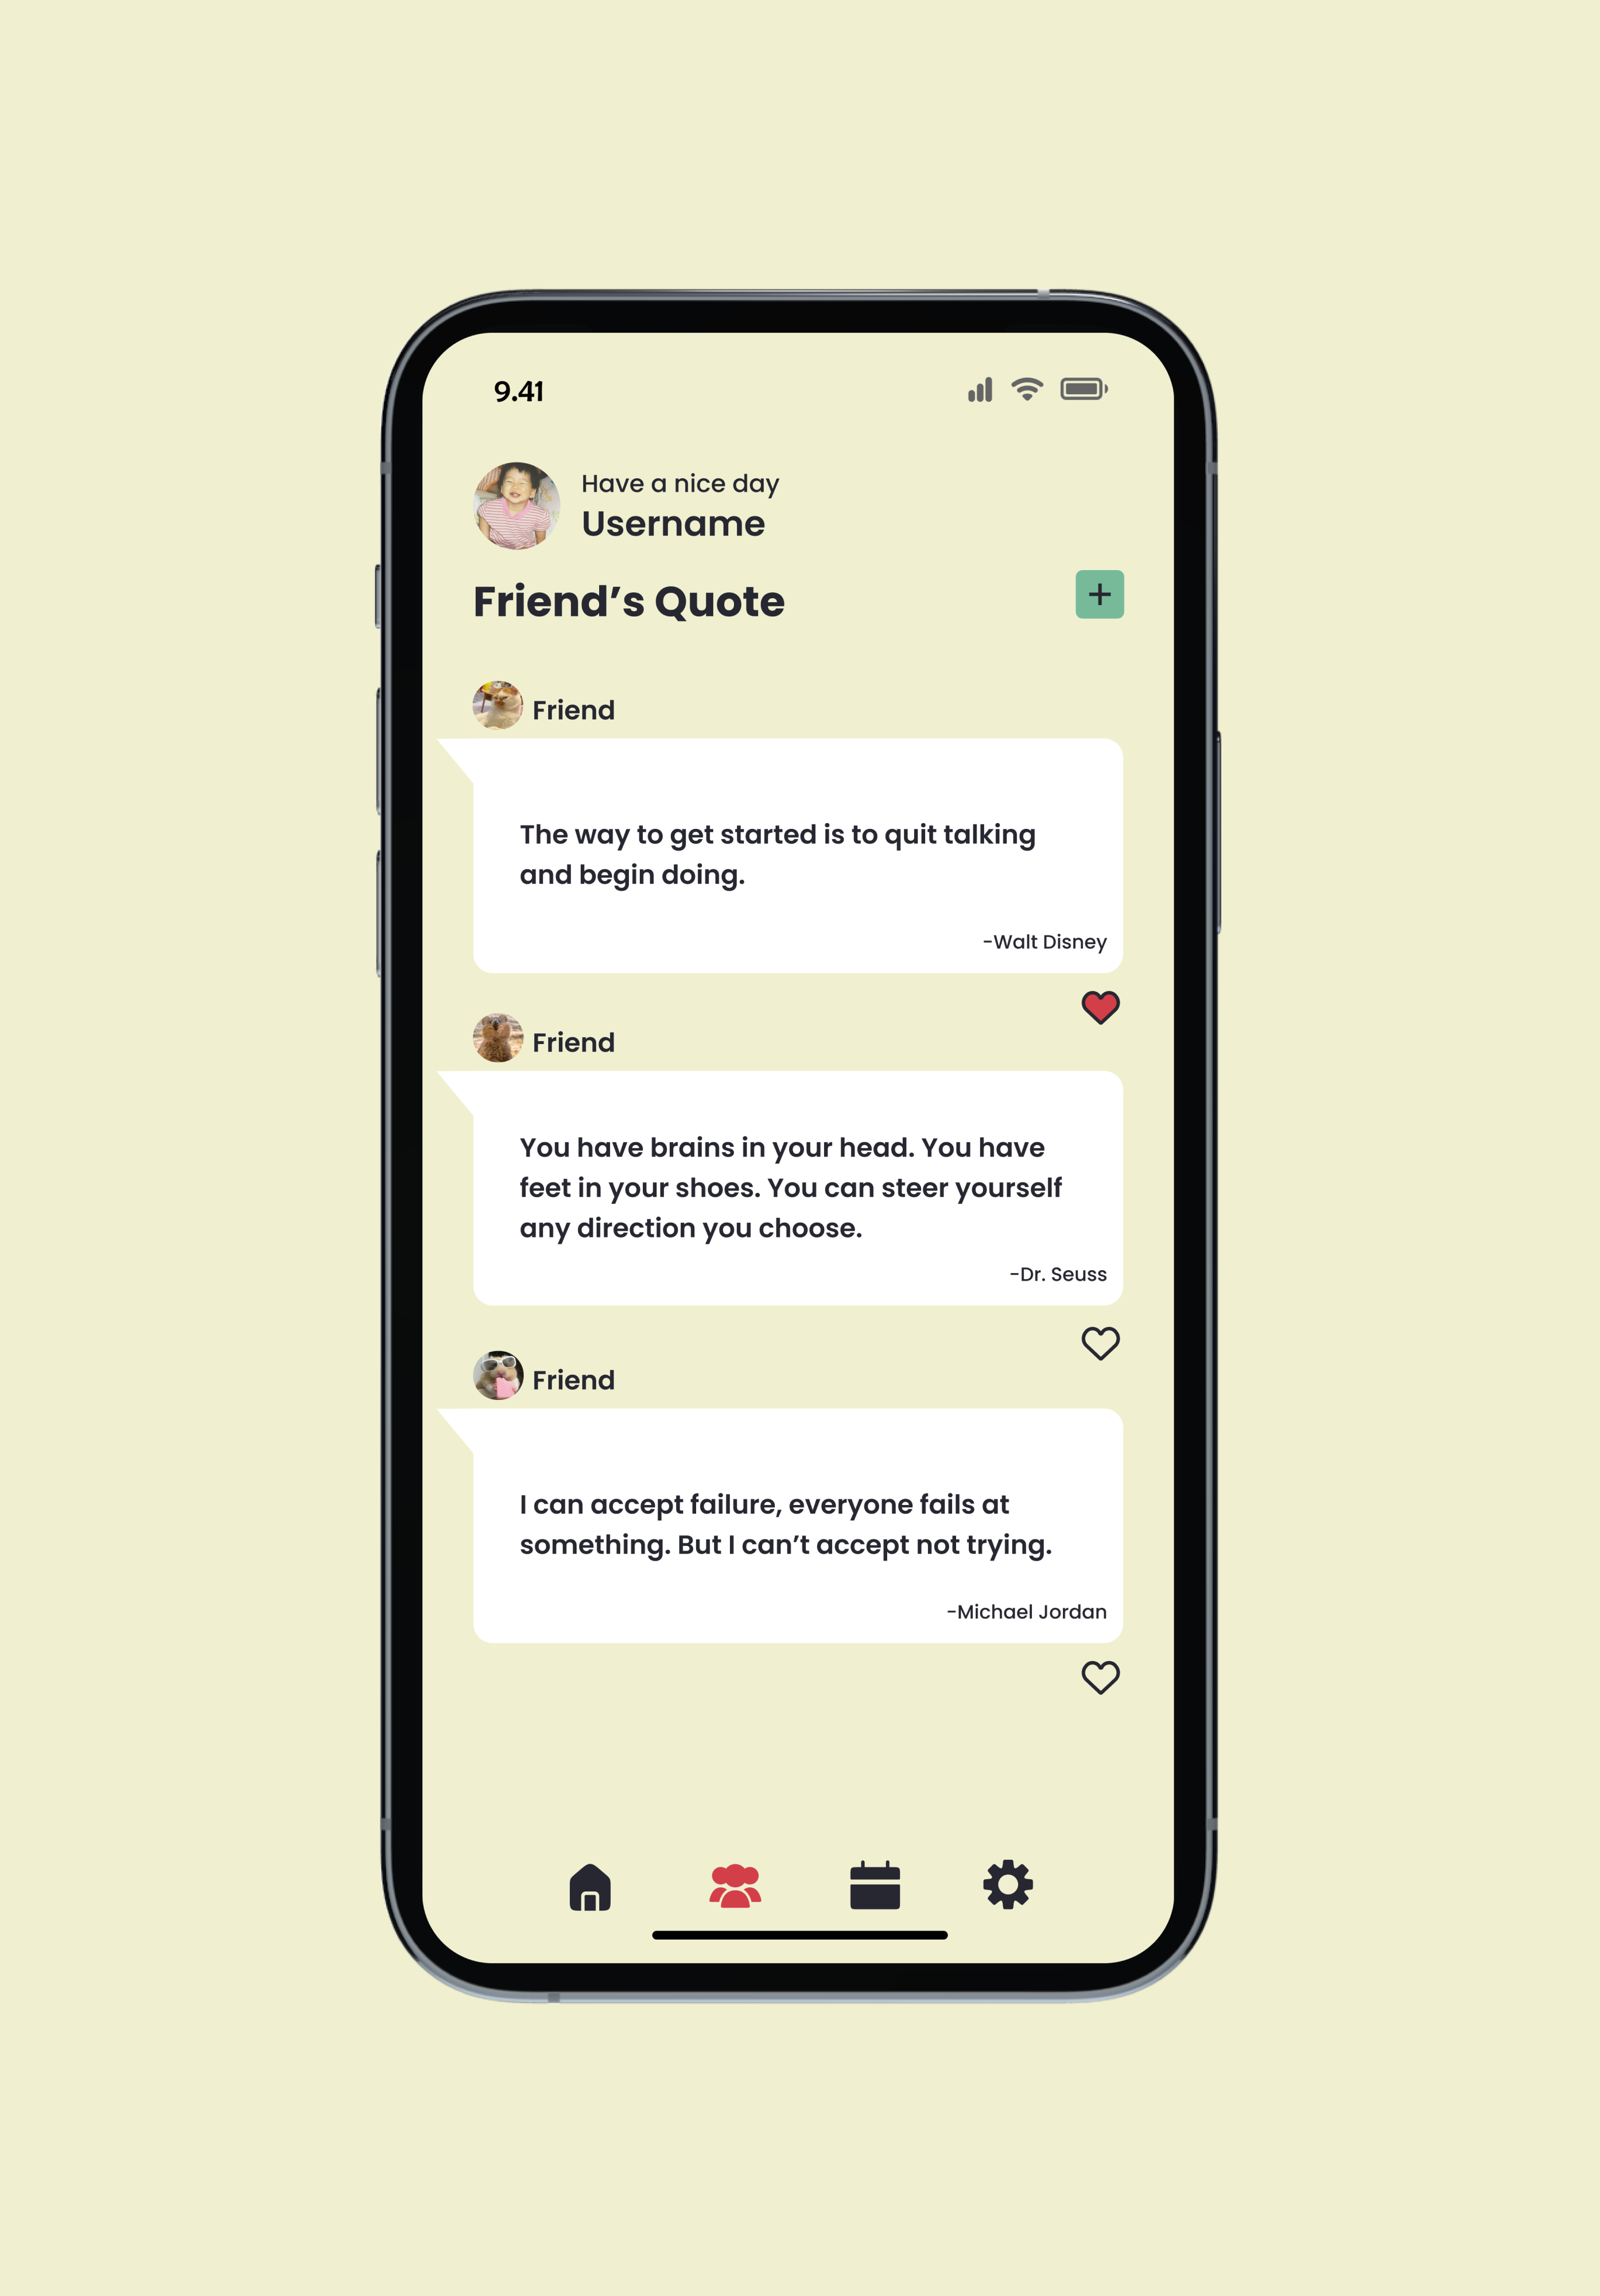 9.41
Have a nice day
Username
Friend’s Quote
+
Friend
The way to get started is to quit talking
and begin doing.
-Walt Disney
Friend
You have brains in your head. You have
feet in your shoes. You can steer yourself
any direction you choose.
-Dr. Seuss
Friend
I can accept failure, everyone fails at
something. But I can’t accept not trying.
-Michael Jordan